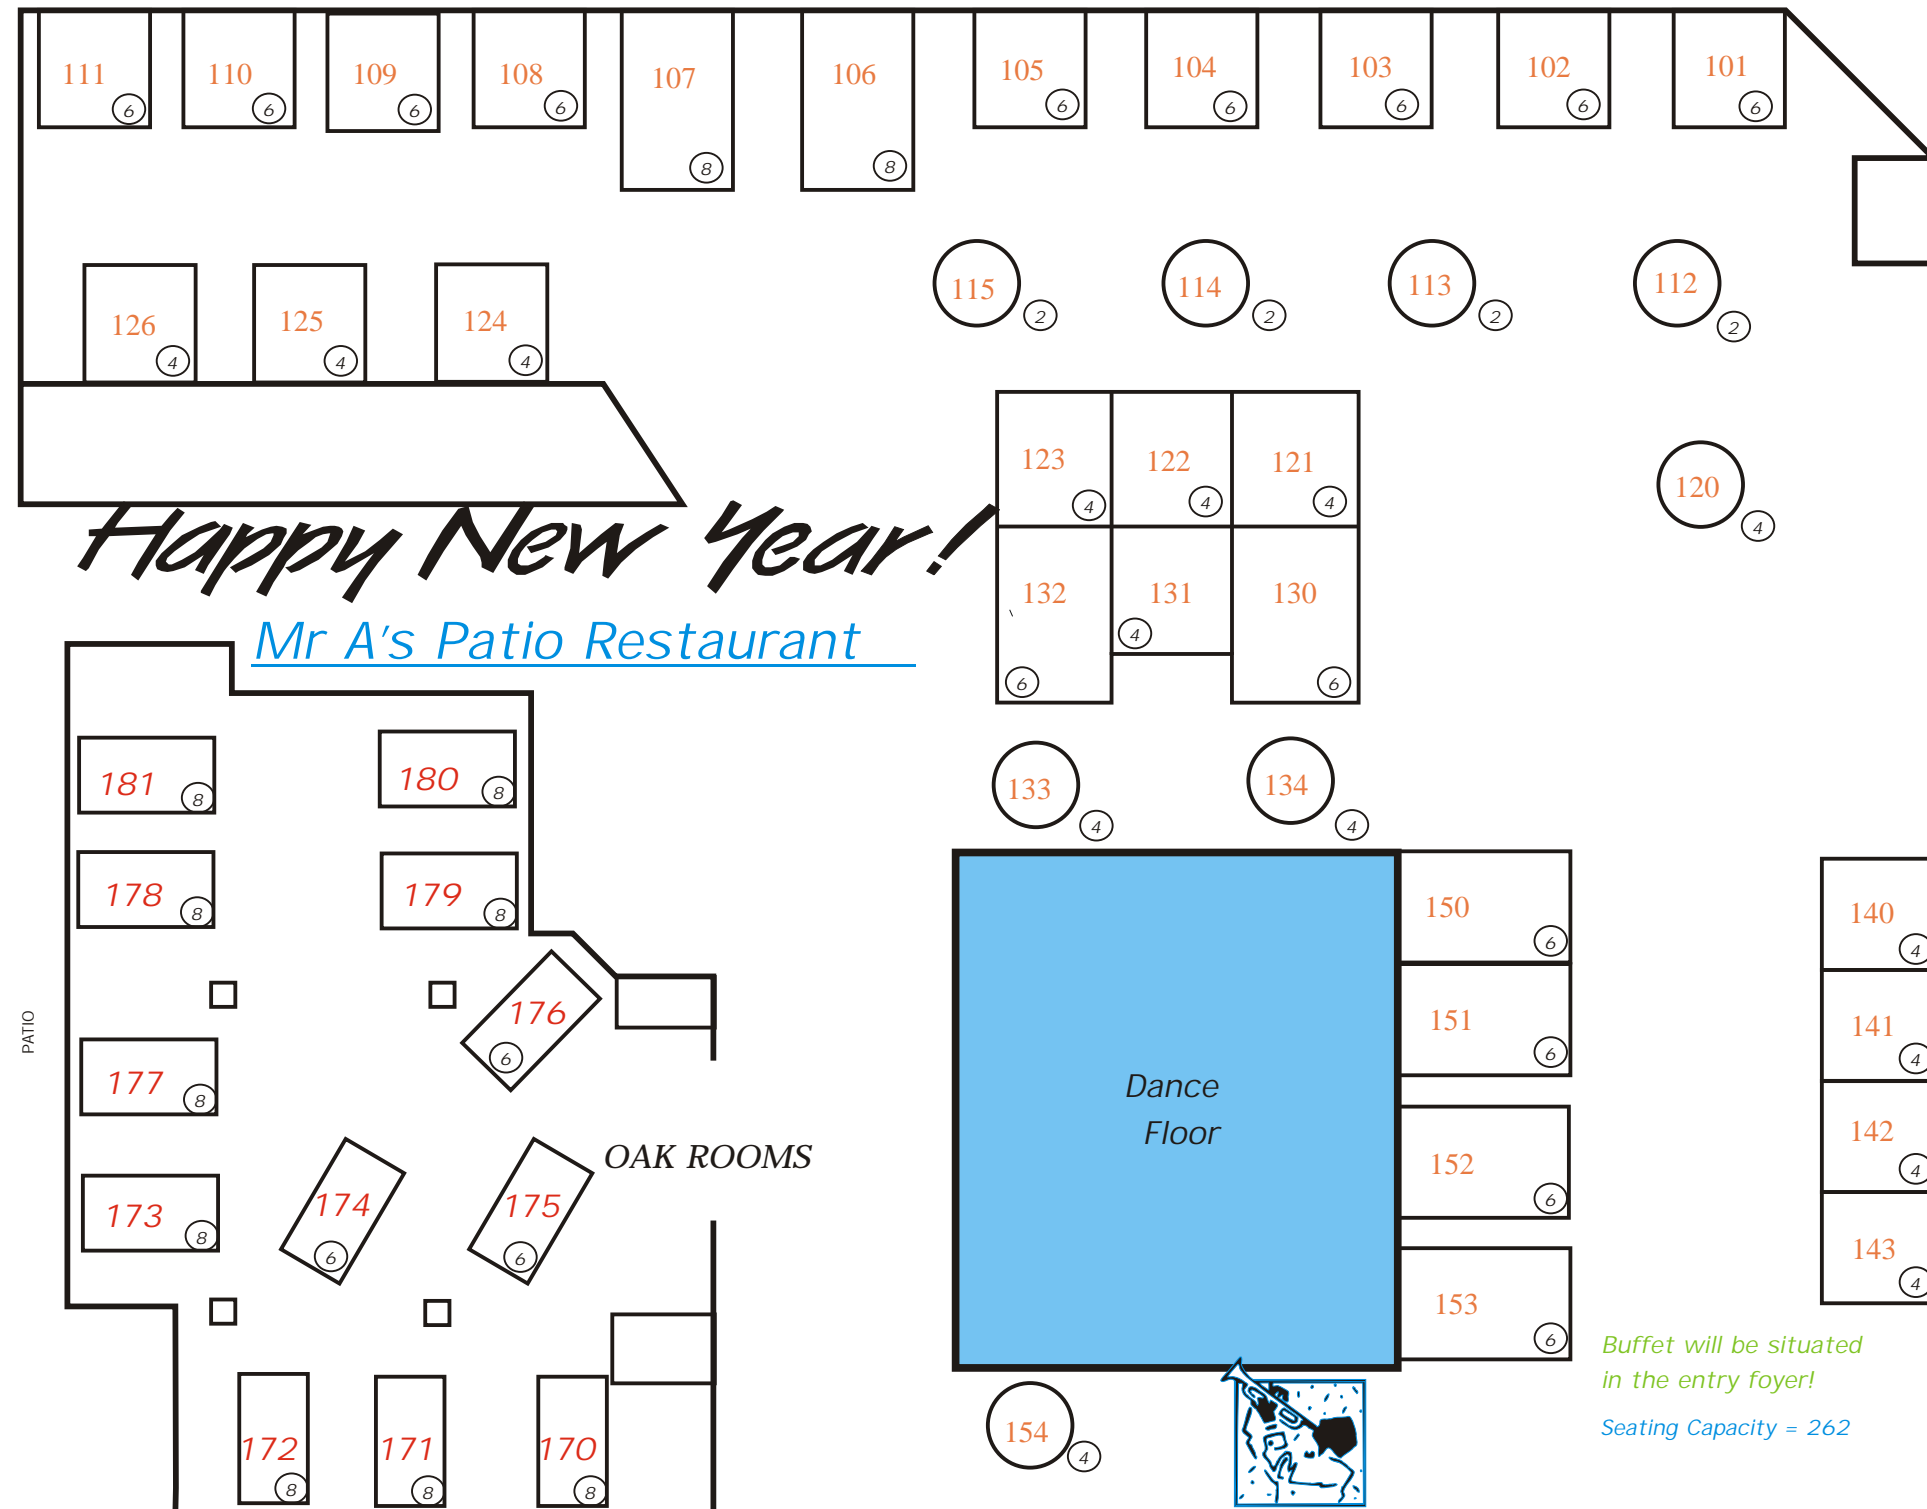 111 110 109 108 107 106 105 104 103 102 101
6 6 6 6 8 8 6 6 6 6 6
115 114 113 112
2 2 2 2
126 125 124
4 4 4
123 122 121
4 4 4
120
4
Happy New Year!
132 131 130
6 4 6
Mr A's Patio Restaurant
181 180
8 8
133 134
4 4
178 179
8 8
150
6
140
4
176
6
151
6
141
4
PATIO
177
8
Dance
Floor
OAK ROOMS
152
6
142
4
173 174 175
8 6 6
153
6
143
4
Buffet will be situated
in the entry foyer!
Seating Capacity = 262
172 171 170
8 8 8
154
4